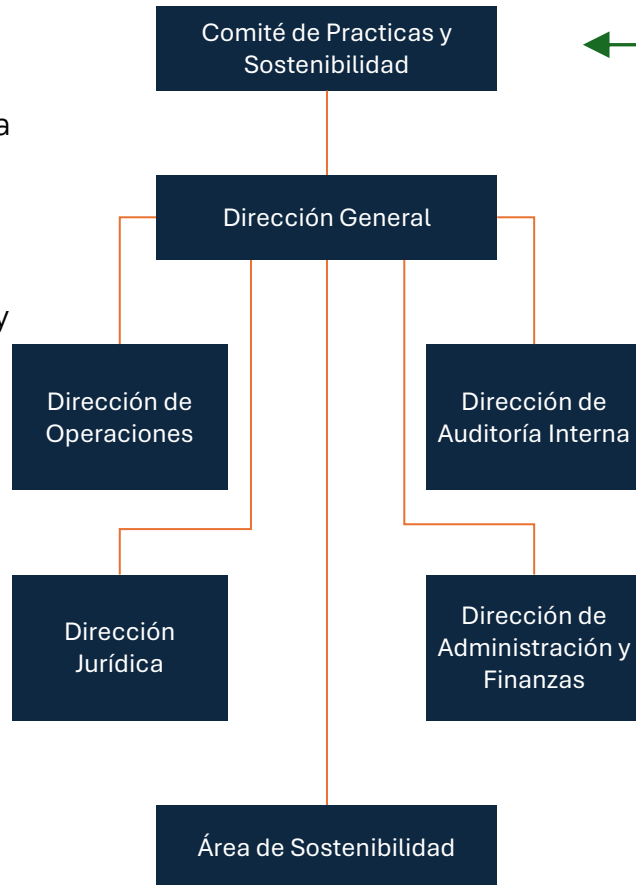 Comité de Practicas y
Sostenibilidad
a
Dirección General
y
Dirección de
Operaciones
Dirección de
Auditoría Interna
Dirección
Jurídica
Dirección de
Administración y
Finanzas
Área de Sostenibilidad